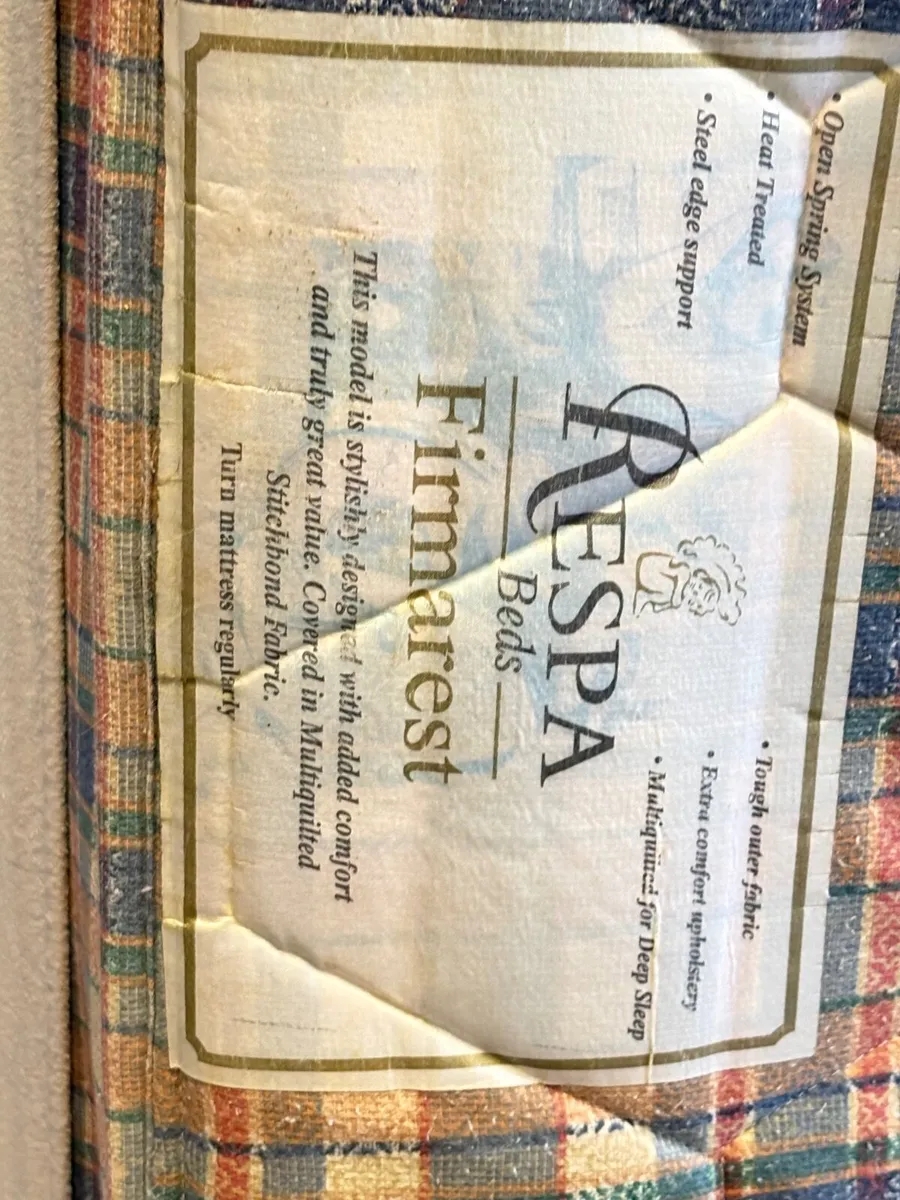 • Open Spring System
• Heat Treated
• Steel edge support
• Tough outer fabric
• Extra comfort upholstery
• Multiquilted for Deep Sleep
RESPA
Beds
Firmarest
This model is stylishly designed with added comfort
and truly great value. Covered in Multiquilted
Stitchbond Fabric.
Turn mattress regularly